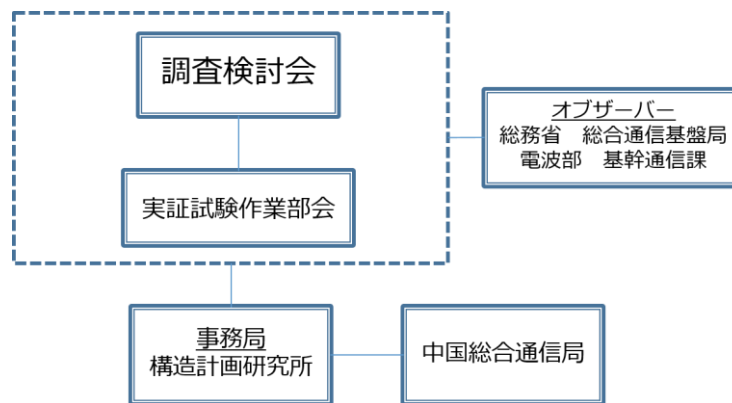 調査検討会
実証試験作業部会
オブザーバー
総務省　総合通信基盤局
電波部　基幹通信課
事務局
構造計画研究所
中国総合通信局